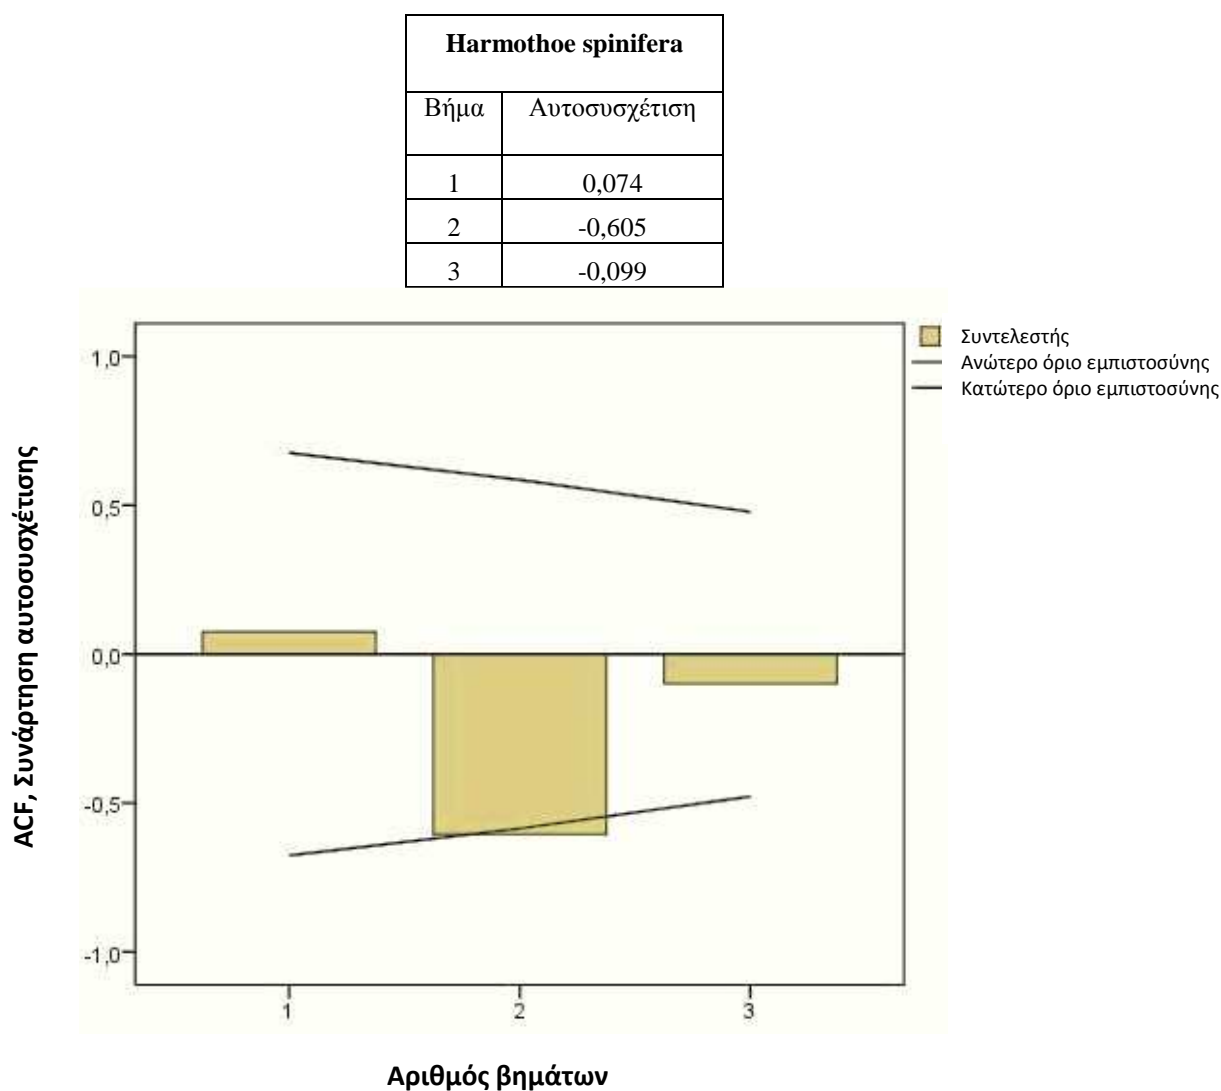 Harmothoe spinifera
Βήμα Αυτοσυσχέτιση
1 0,074
2 -0,605
3 -0,099
Συντελεστής
Ανώτερο όριο εμπιστοσύνης
Κατώτερο όριο εμπιστοσύνης
ACF, Συνάρτηση αυτοσυσχέτισης
1,0
0,5
0,0
-0,5
-1,0
1 2 3
Αριθμός βημάτων